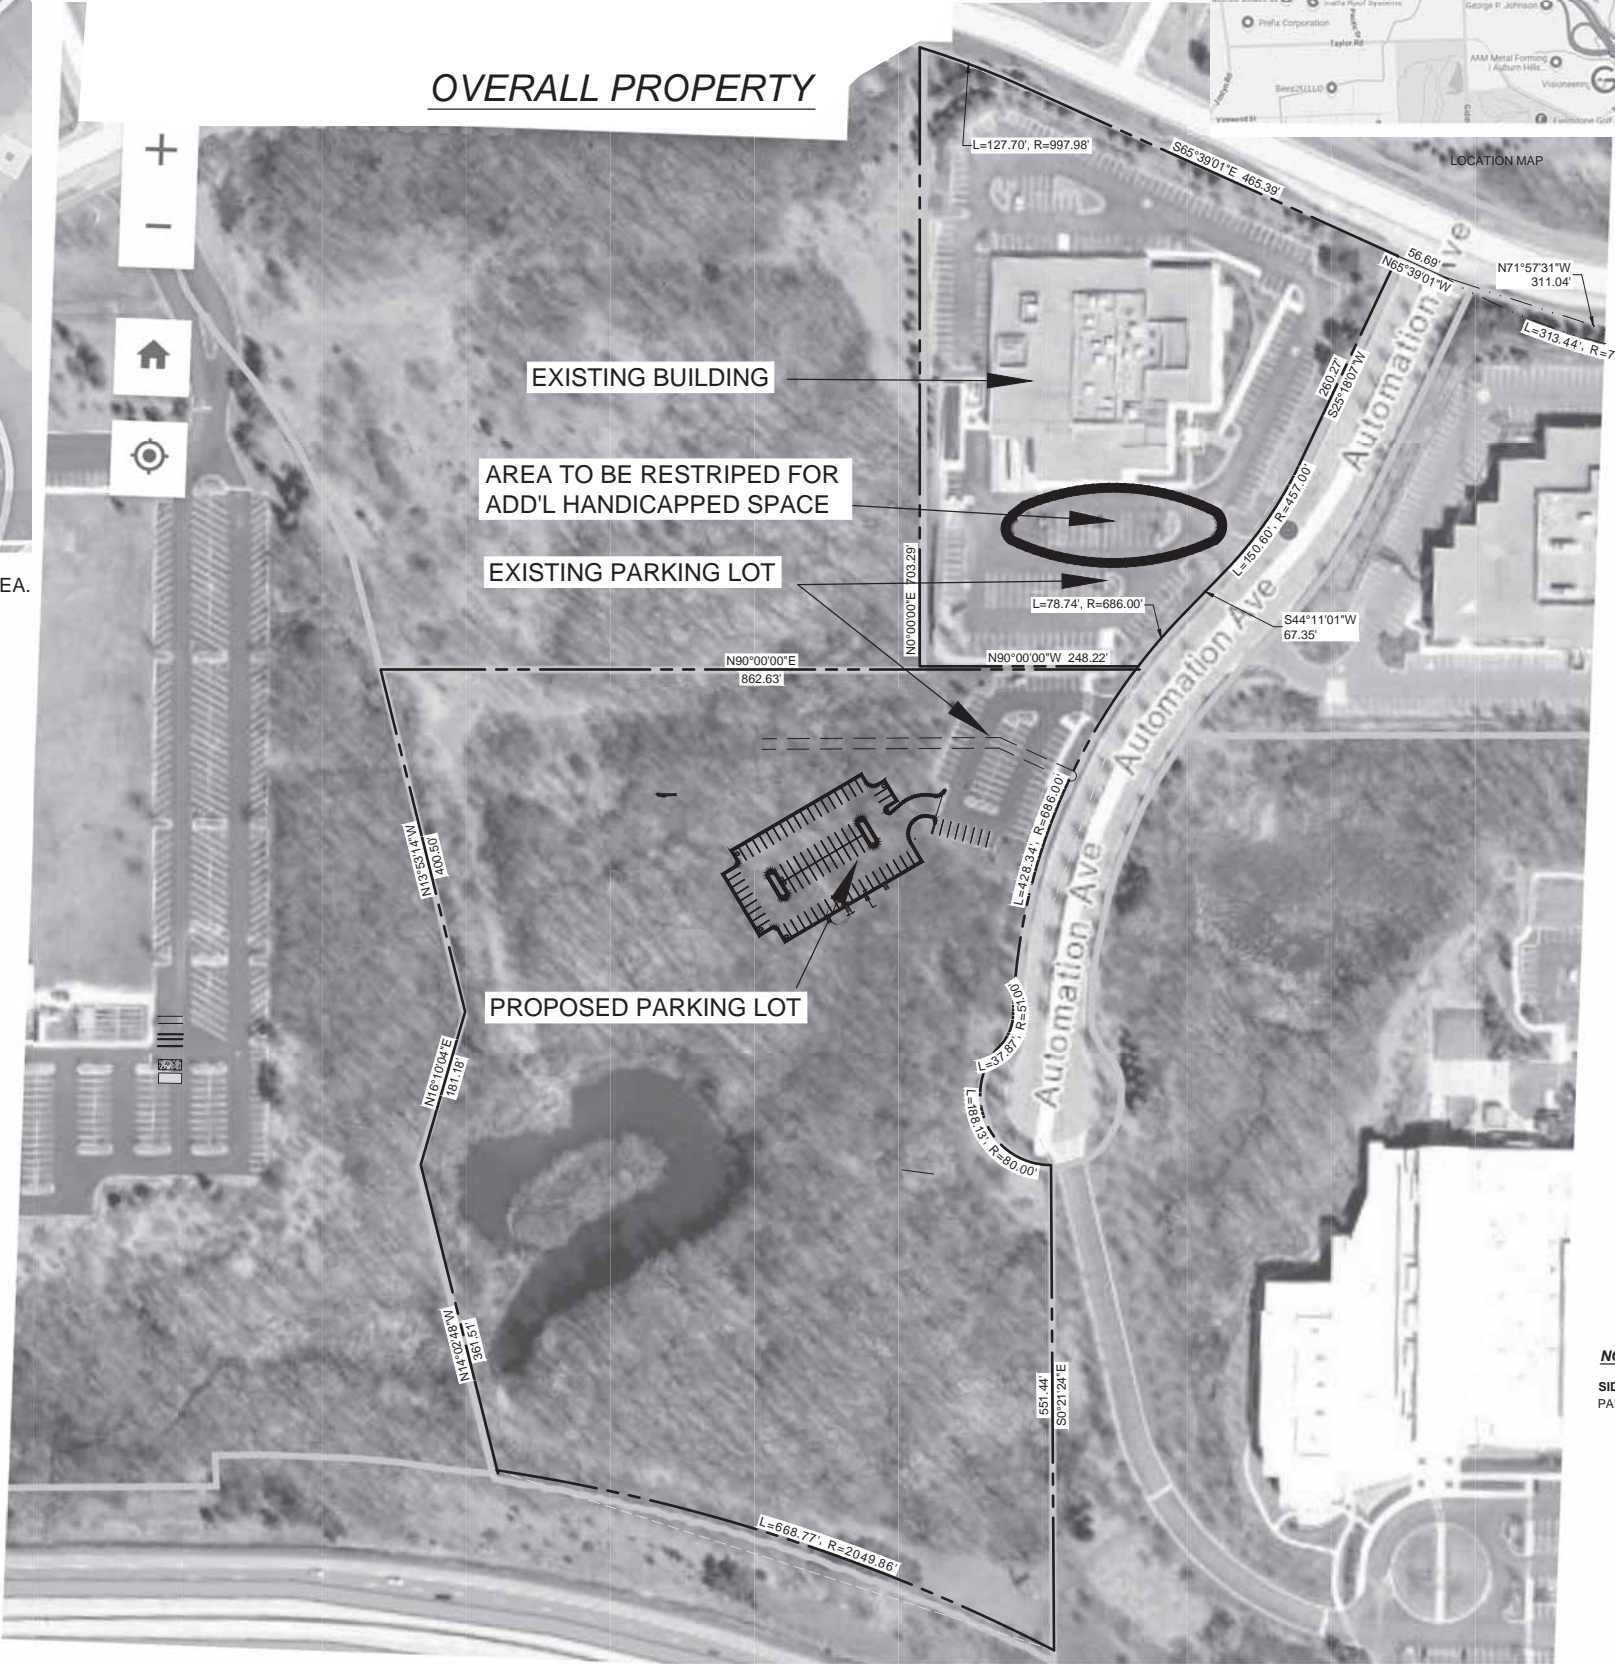 OVERALL PROPERTY
Prefix Corporation
Taylor Rd
George P. Johnson
AAM Metal Forming
Auburn Hills...
Visioneering
LOCATION MAP
L=127.70', R=997.98'
S65°39'01"E 465.39'
56.69'
N65°39'01"W
N71°57'31"W
311.04'
L=313.44', R=7
EXISTING BUILDING
260.27'
S25°18'07"W
Automation Ave
AREA TO BE RESTRIPED FOR
ADD'L HANDICAPPED SPACE
L=150.60', R=457.00'
EXISTING PARKING LOT
EA.
N0°00'00"E 703.29'
L=78.74', R=686.00'
S44°11'01"W
67.35'
N90°00'00"E
862.63'
N90°00'00"W 248.22'
Automation Ave
L=428.34', R=686.00'
N13°53'14"W
400.50'
PROPOSED PARKING LOT
Automation Ave
L=37.87', R=51.00'
N16°10'04"E
181.18'
L=188.13', R=80.00'
N14°02'48"W
361.51'
551.44'
S0°21'24"E
SID
L=668.77', R=2049.86'